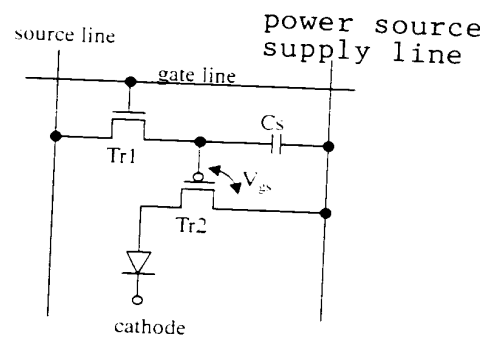 power source
source line
supply line
gate line
Cs
Tr1
Vgs
Tr2
cathode